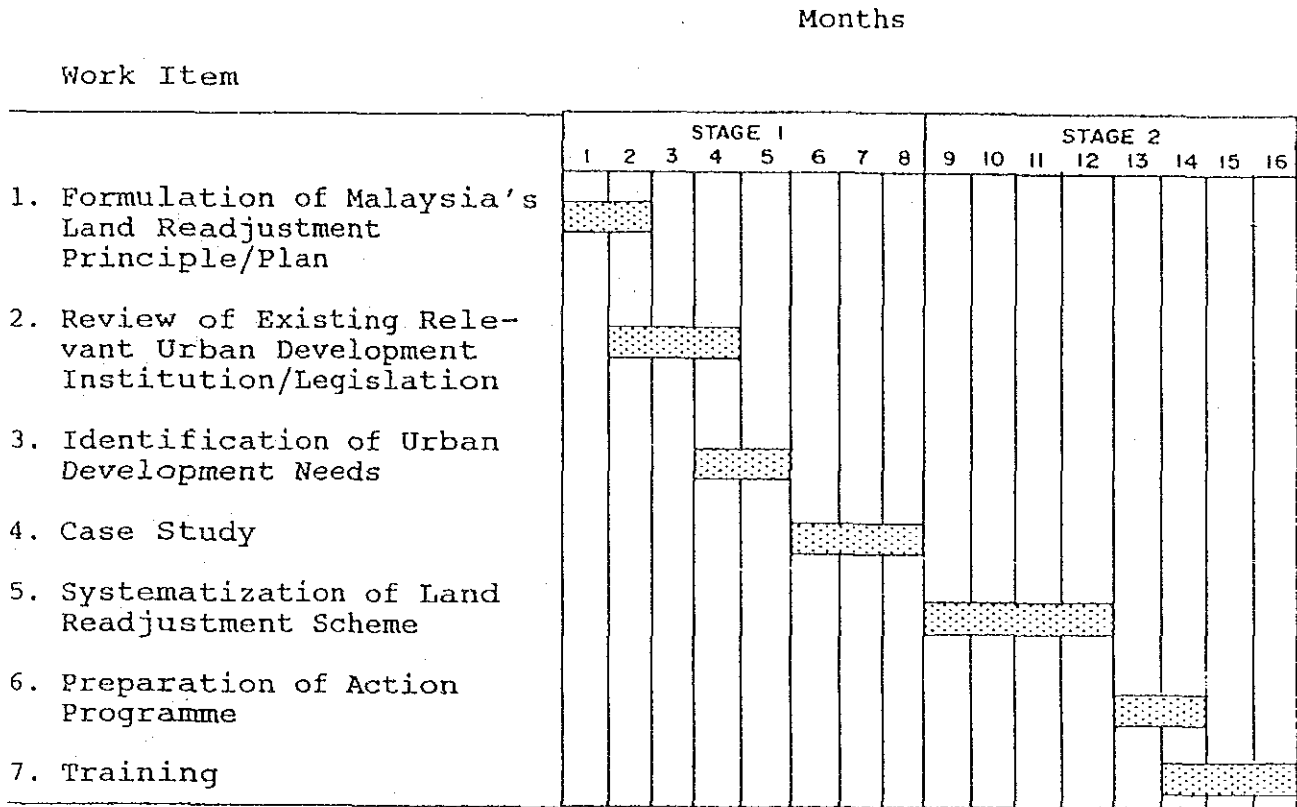 Months
Work Item
STAGE 1 STAGE 2
1 2 3 4 5 6 7 8 9 10 11 12 13 14 15 16
1. Formulation of Malaysia's
Land Readjustment
Principle/Plan
2. Review of Existing Rele-
vant Urban Development
Institution/Legislation
3. Identification of Urban
Development Needs
4. Case Study
5. Systematization of Land
Readjustment Scheme
6. Preparation of Action
Programme
7. Training